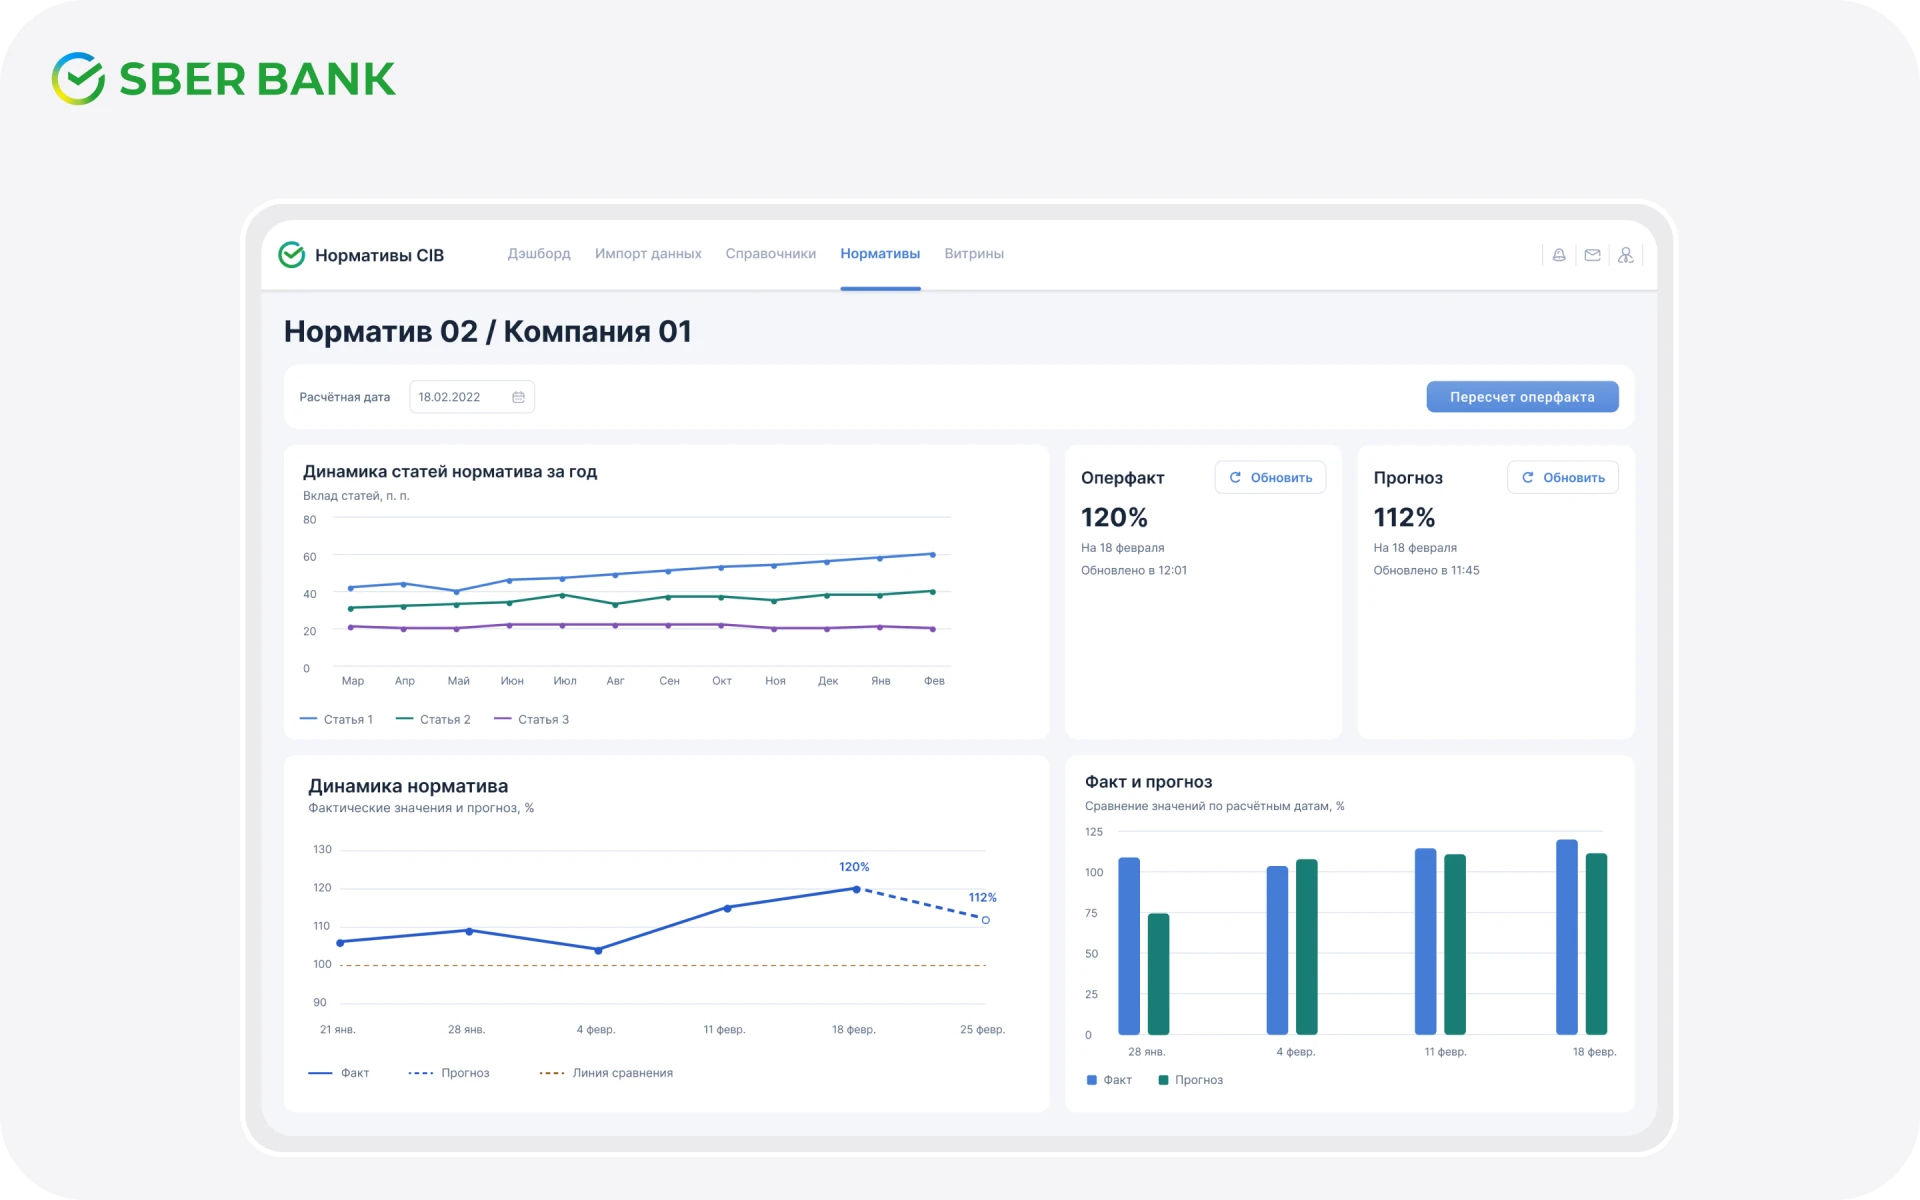 SBER BANK
Нормативы CIB
Дэшборд
Импорт данных
Справочники
Нормативы
Витрины
Норматив 02 / Компания 01
Расчётная дата
18.02.2022
Пересчет оперфакта
Динамика статей норматива за год
Вклад статей, п. п.
80
60
40
20
0
Мар Апр Май Июн Июл Авг Сен Окт Ноя Дек Янв Фев
Статья 1 Статья 2 Статья 3
Оперфакт
Обновить
120%
На 18 февраля
Обновлено в 12:01
Прогноз
Обновить
112%
На 18 февраля
Обновлено в 11:45
Динамика норматива
Фактические значения и прогноз, %
130
120
110
100
90
120%
112%
21 янв. 28 янв. 4 февр. 11 февр. 18 февр. 25 февр.
Факт Прогноз Линия сравнения
Факт и прогноз
Сравнение значений по расчётным датам, %
125
100
75
50
25
0
28 янв. 4 февр. 11 февр. 18 февр.
Факт Прогноз